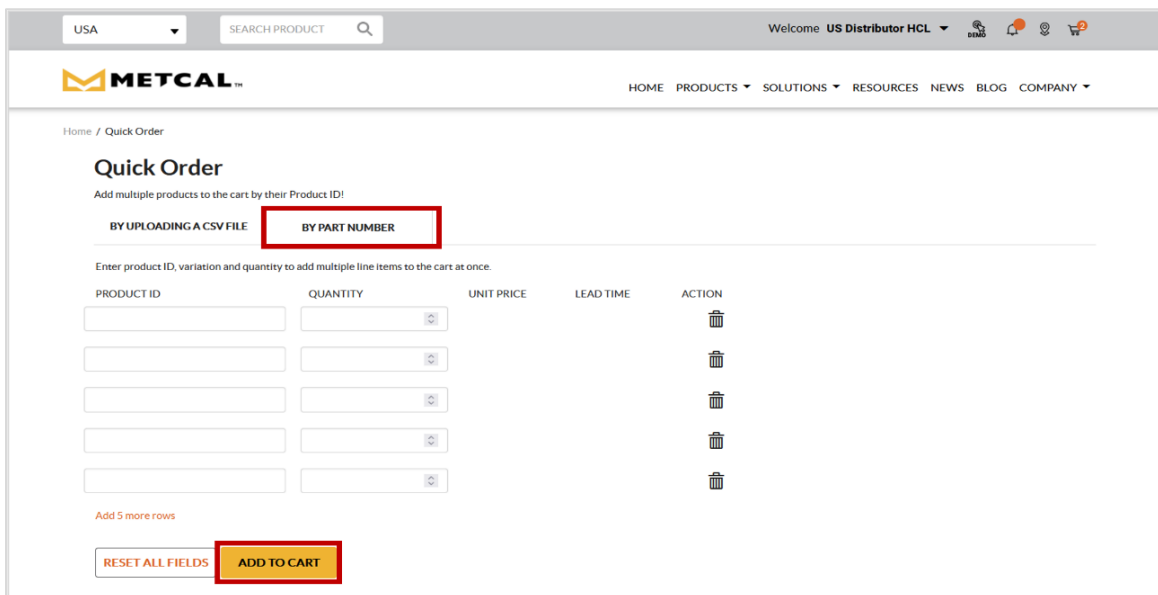 USA SEARCH PRODUCT Welcome US Distributor HCL DEMO 2
METCAL™ HOME PRODUCTS SOLUTIONS RESOURCES NEWS BLOG COMPANY
Home / Quick Order
Quick Order
Add multiple products to the cart by their Product ID!
BY UPLOADING A CSV FILE BY PART NUMBER
Enter product ID, variation and quantity to add multiple line items to the cart at once.
PRODUCT ID QUANTITY UNIT PRICE LEAD TIME ACTION
Add 5 more rows
RESET ALL FIELDS ADD TO CART